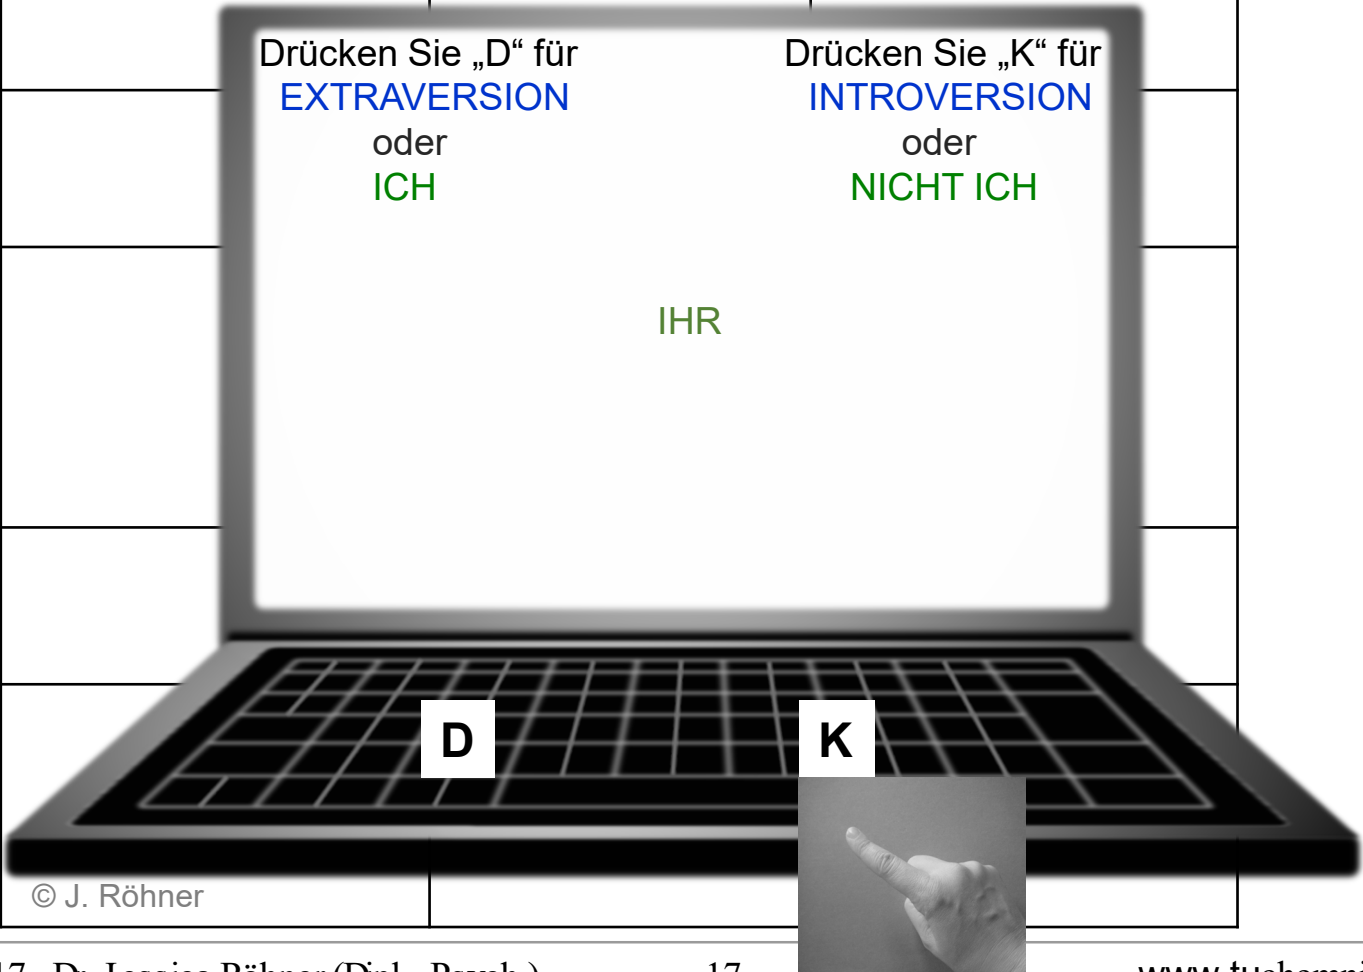 Drücken Sie „D“ für
EXTRAVERSION
oder
ICH
Drücken Sie „K“ für
INTROVERSION
oder
NICHT ICH
IHR
D
K
© J. Röhner
17